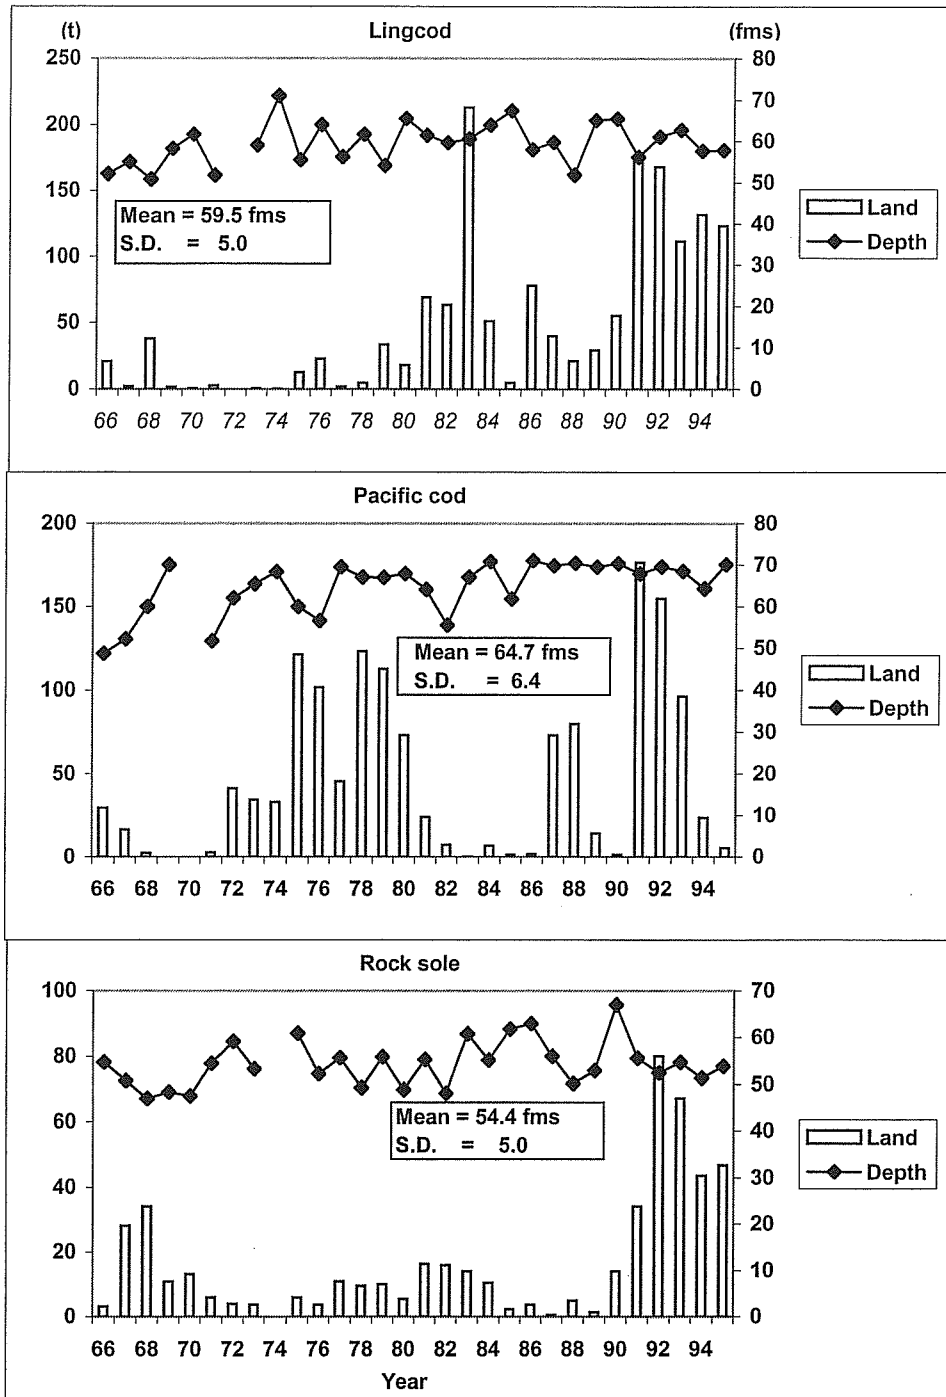 (t) Lingcod (fms)
250 80
200 70
150 60
100 50
50 40
0 30
20
10
0
Mean = 59.5 fms
S.D. = 5.0
Land
Depth
66 68 70 72 74 76 78 80 82 84 86 88 90 92 94
Pacific cod
200 80
150 70
100 60
50 50
0 40
30
20
10
0
Mean = 64.7 fms
S.D. = 6.4
Land
Depth
66 68 70 72 74 76 78 80 82 84 86 88 90 92 94
Rock sole
100 70
80 60
60 50
40 40
20 30
0 20
10
0
Mean = 54.4 fms
S.D. = 5.0
Land
Depth
66 68 70 72 74 76 78 80 82 84 86 88 90 92 94
Year